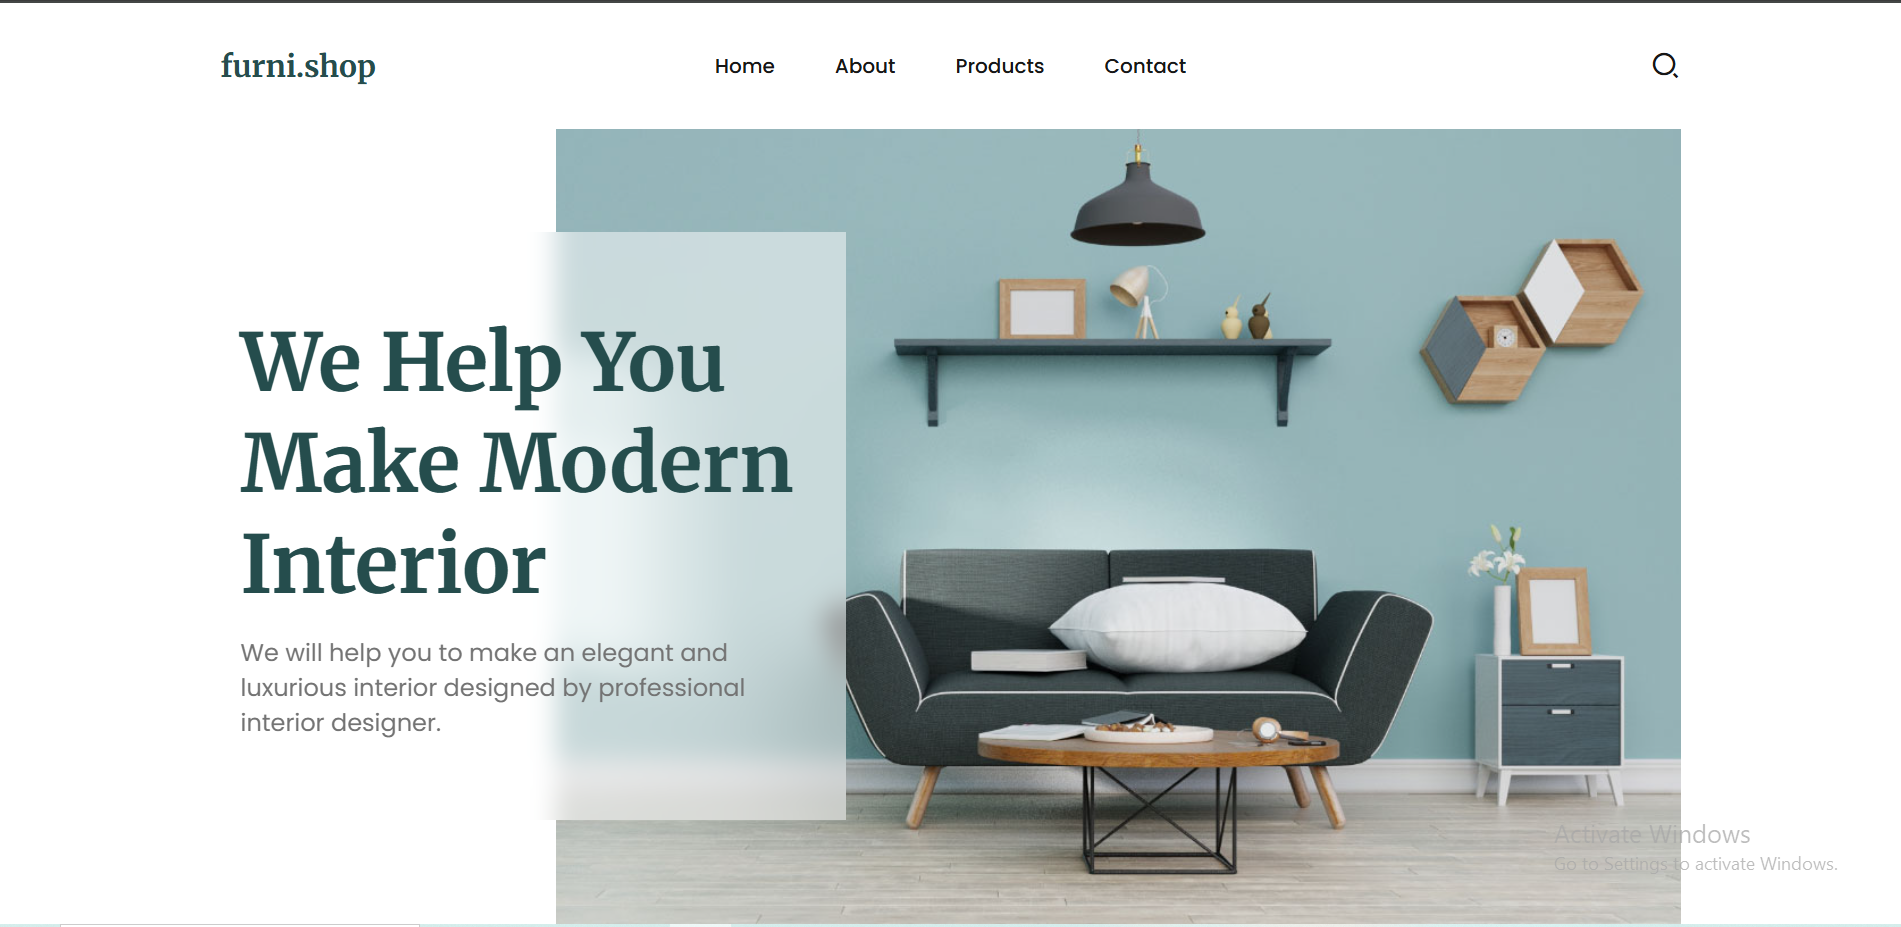 furni.shop
Home About Products Contact
We Help You
Make Modern
Interior
We will help you to make an elegant and
luxurious interior designed by professional
interior designer.
Activate Windows
Go to Settings to activate Windows.